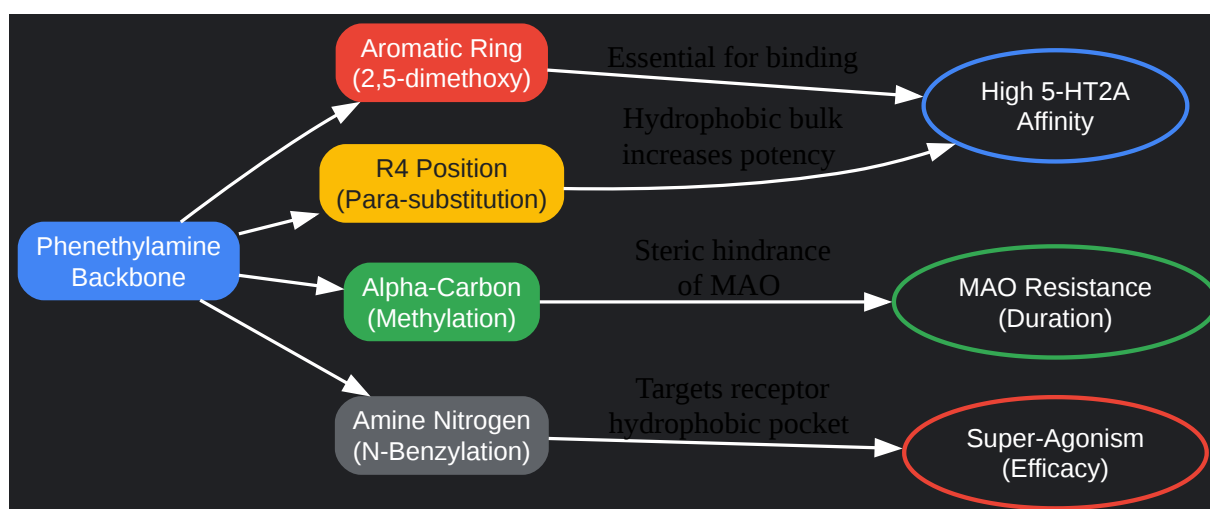 Phenethylamine
Backbone
Aromatic Ring
(2,5-dimethoxy)
Essential for binding
High 5-HT2A
Affinity
R4 Position
(Para-substitution)
Hydrophobic bulk
increases potency
Alpha-Carbon
(Methylation)
Steric hindrance
of MAO
MAO Resistance
(Duration)
Amine Nitrogen
(N-Benzylation)
Targets receptor
hydrophobic pocket
Super-Agonism
(Efficacy)